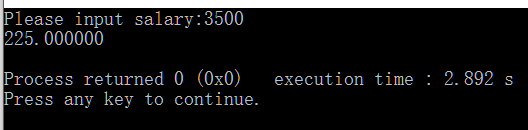 Please input salary:3500
225.000000
Process returned 0 (0x0)   execution time : 2.892 s
Press any key to continue.